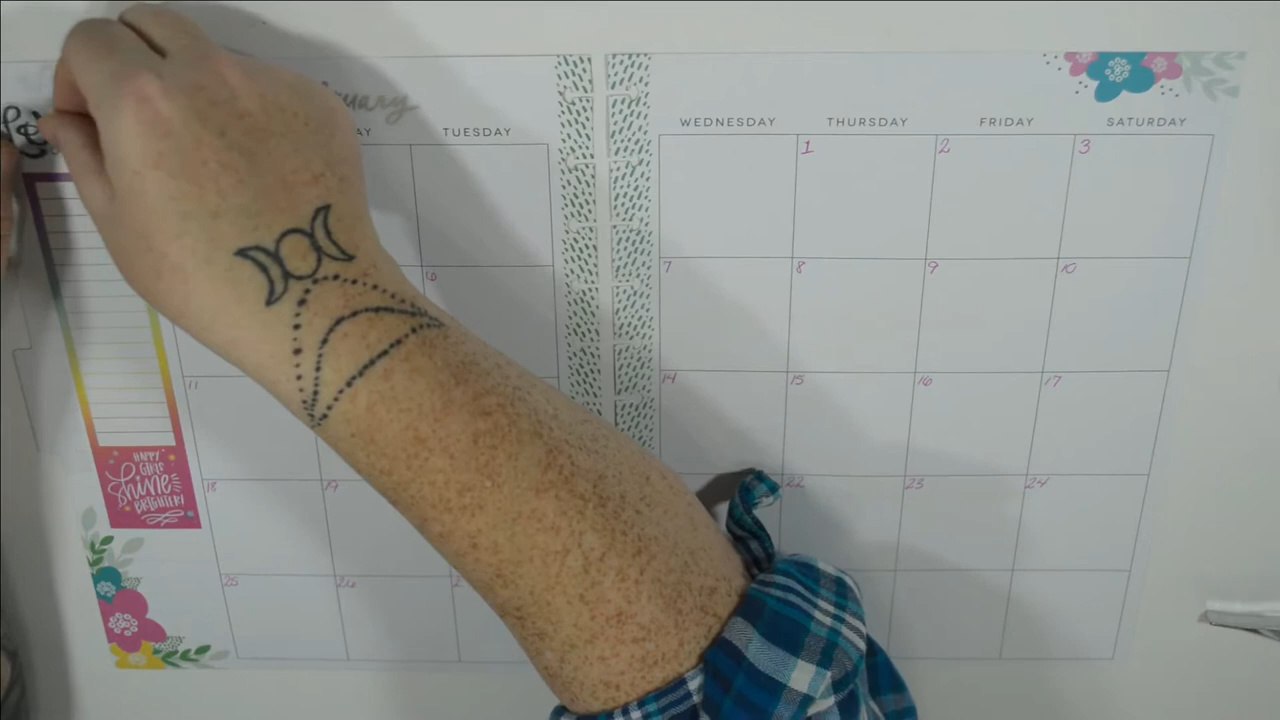 TUESDAY
WEDNESDAY THURSDAY FRIDAY SATURDAY
1 2 3
6 7 8 9 10
11 14 15 16 17
18 19 22 23 24
25 26
HAPPY
GIRLS
Shine
BRIGHTER!